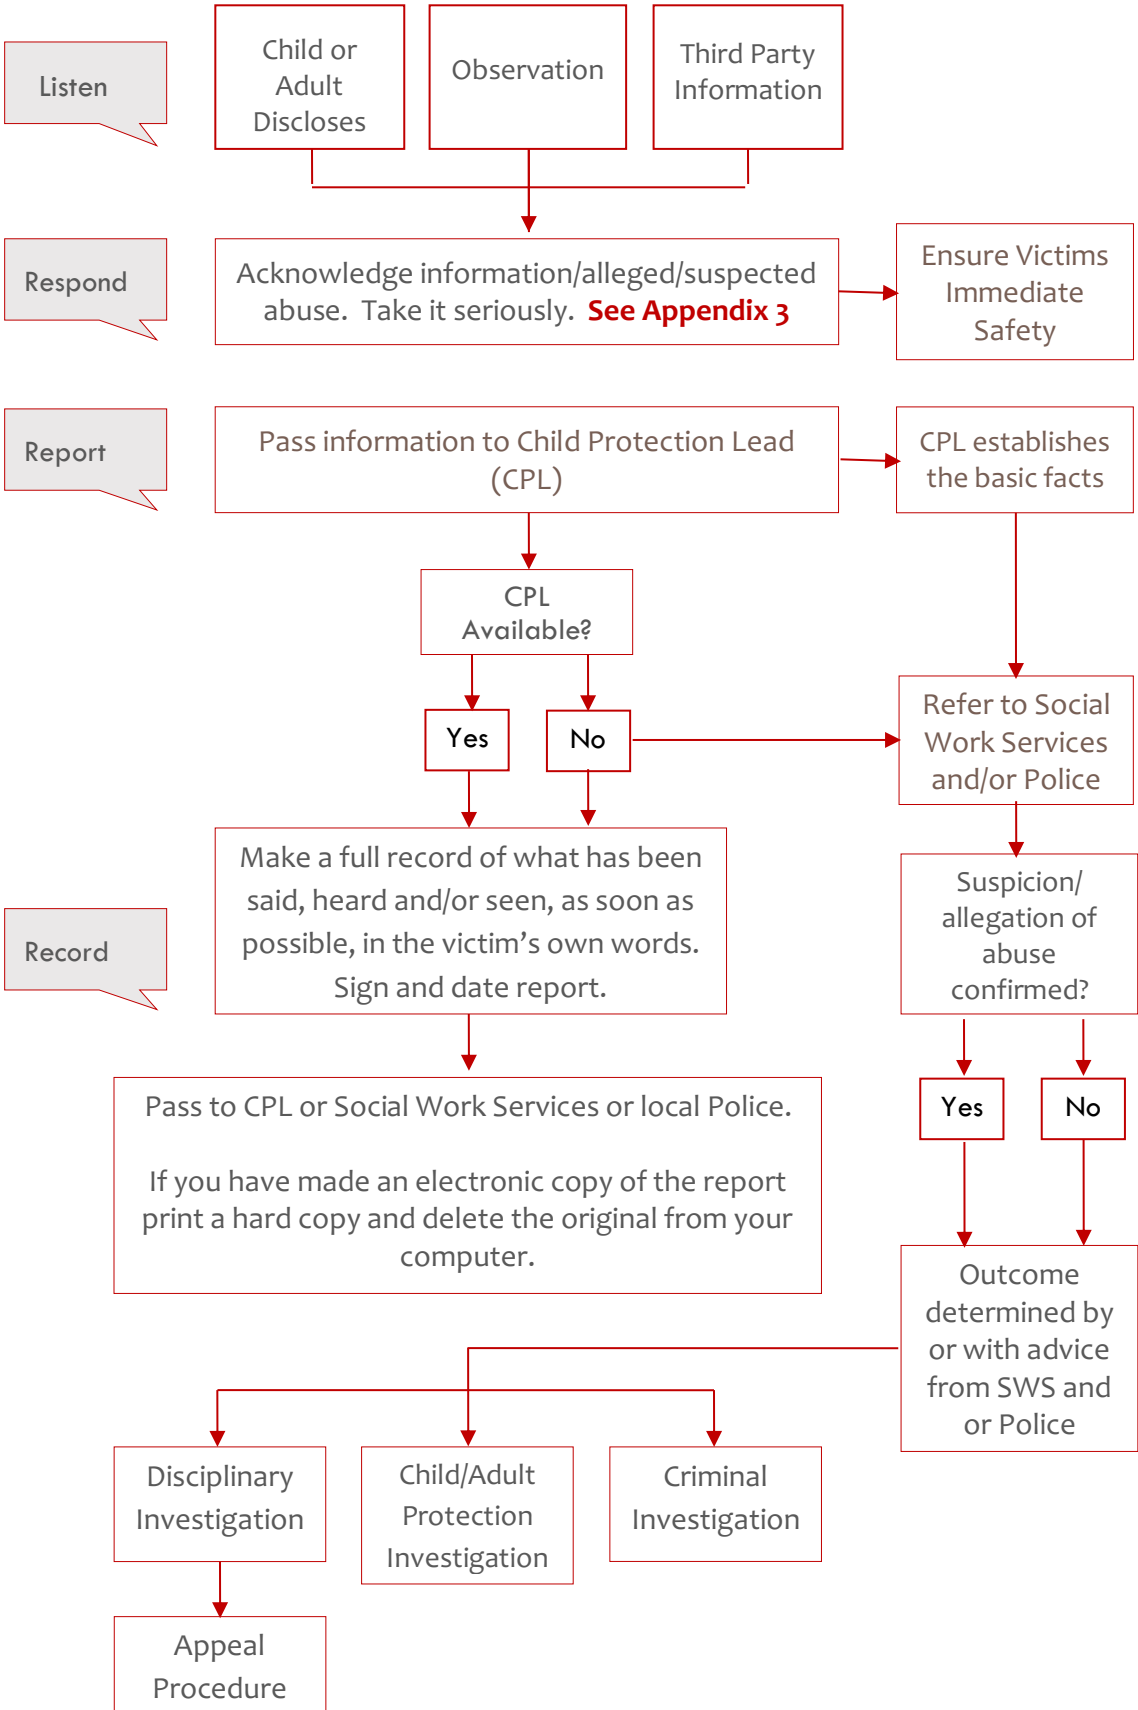 Listen
Child or
Adult
Discloses
Observation
Third Party
Information
Respond
Acknowledge information/alleged/suspected
abuse.  Take it seriously.  See Appendix 3
Ensure Victims
Immediate
Safety
Report
Pass information to Child Protection Lead
(CPL)
CPL establishes
the basic facts
CPL
Available?
Yes
No
Refer to Social
Work Services
and/or Police
Record
Make a full record of what has been
said, heard and/or seen, as soon as
possible, in the victim’s own words.
Sign and date report.
Suspicion/
allegation of
abuse
confirmed?
Pass to CPL or Social Work Services or local Police.
If you have made an electronic copy of the report
print a hard copy and delete the original from your
computer.
Yes
No
Outcome
determined by
or with advice
from SWS and
or Police
Disciplinary
Investigation
Child/Adult
Protection
Investigation
Criminal
Investigation
Appeal
Procedure